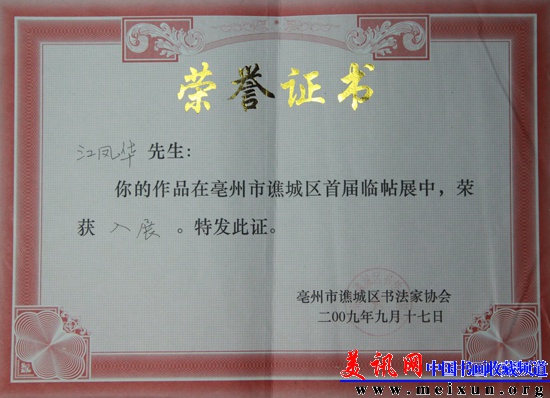 荣誉证书
江凤华 先生:
你的作品在亳州市谯城区首届临帖展中,荣
获 入展 。特发此证。
亳州市谯城区书法家协会
二00九年九月十七日
美讯网 中国书画收藏频道
www.meixun.org